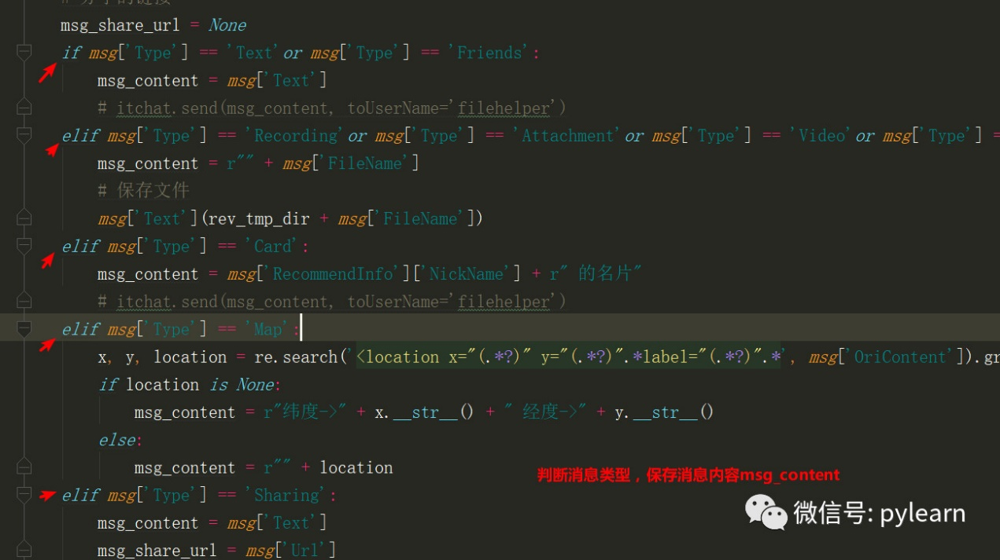 msg_share_url = None
if msg['Type'] == 'Text'or msg['Type'] == 'Friends':
msg_content = msg['Text']
# itchat.send(msg_content, toUserName='filehelper')
elif msg['Type'] == 'Recording'or msg['Type'] == 'Attachment'or msg['Type'] == 'Video'or msg['Type'] =
msg_content = r"" + msg['FileName']
# 保存文件
msg['Text'](rev_tmp_dir + msg['FileName'])
elif msg['Type'] == 'Card':
msg_content = msg['RecommendInfo']['NickName'] + r" 的名片"
# itchat.send(msg_content, toUserName='filehelper')
elif msg['Type'] == 'Map':
x, y, location = re.search('<location x="(.*?)" y="(.*?)".*label="(.*?)".*', msg['OriContent']).gr
if location is None:
msg_content = r"纬度->" + x.__str__() + " 经度->" + y.__str__()
else:
msg_content = r"" + location
判断消息类型，保存消息内容msg_content
elif msg['Type'] == 'Sharing':
微信号: pylearn
msg_content = msg['Text']
msg_share_url = msg['Url']